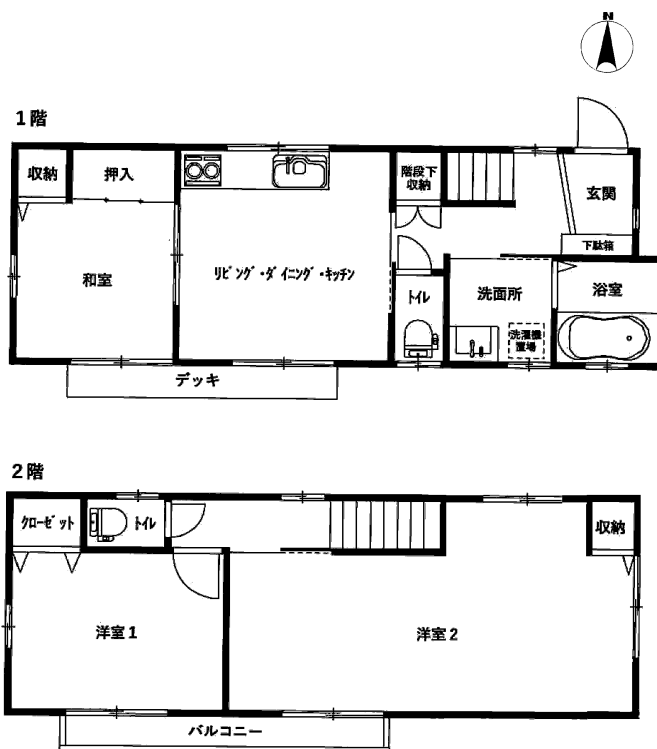 N
1階
収納
押入
階段下
収納
玄関
下駄箱
和室
リビング・ダイニング・キッチン
トイレ
洗面所
浴室
洗濯機
置場
デッキ
2階
クローゼット
トイレ
収納
洋室1
洋室2
バルコニー